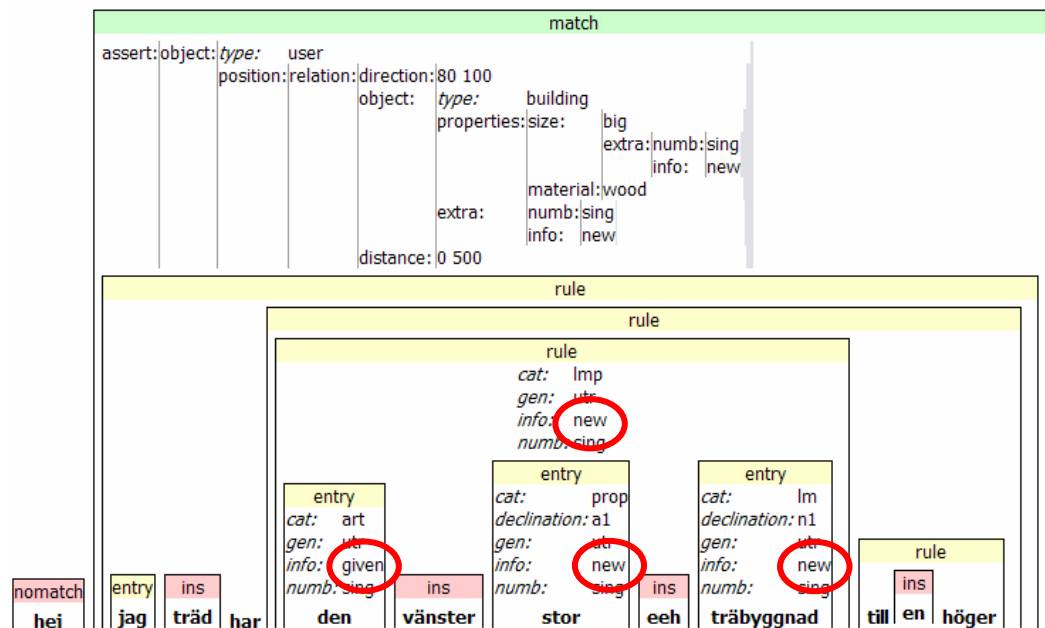 match
assert: object: type: user
position: relation: direction: 80 100
object: type: building
properties: size: big
extra: numb: sing
info: new
material: wood
extra: numb: sing
info: new
distance: 0 500
rule
rule
rule
cat: lmp
gen: utr
info: new
numb: sing
entry
cat: art
gen: utr
info: given
numb: sing
entry
cat: prop
declination: a1
gen: utr
info: new
numb: sing
entry
cat: lm
declination: n1
gen: utr
info: new
numb: sing
rule
nomatch entry ins ins ins ins
hej jag träd har den vänster stor eeh träbyggnad till en höger